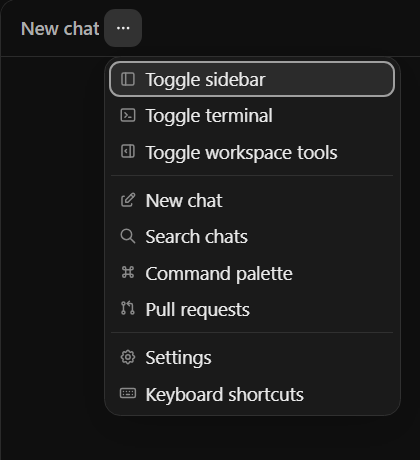 New chat
Toggle sidebar
Toggle terminal
Toggle workspace tools
New chat
Search chats
Command palette
Pull requests
Settings
Keyboard shortcuts